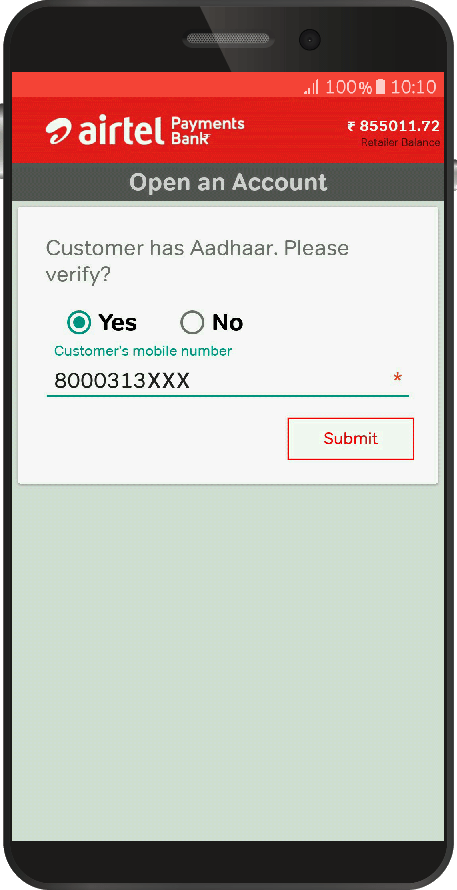 100% 10:10
airtel Payments Bank
₹ 855011.72
Retailer Balance
Open an Account
Customer has Aadhaar. Please
verify?
Yes No
Customer's mobile number
8000313XXX *
Submit